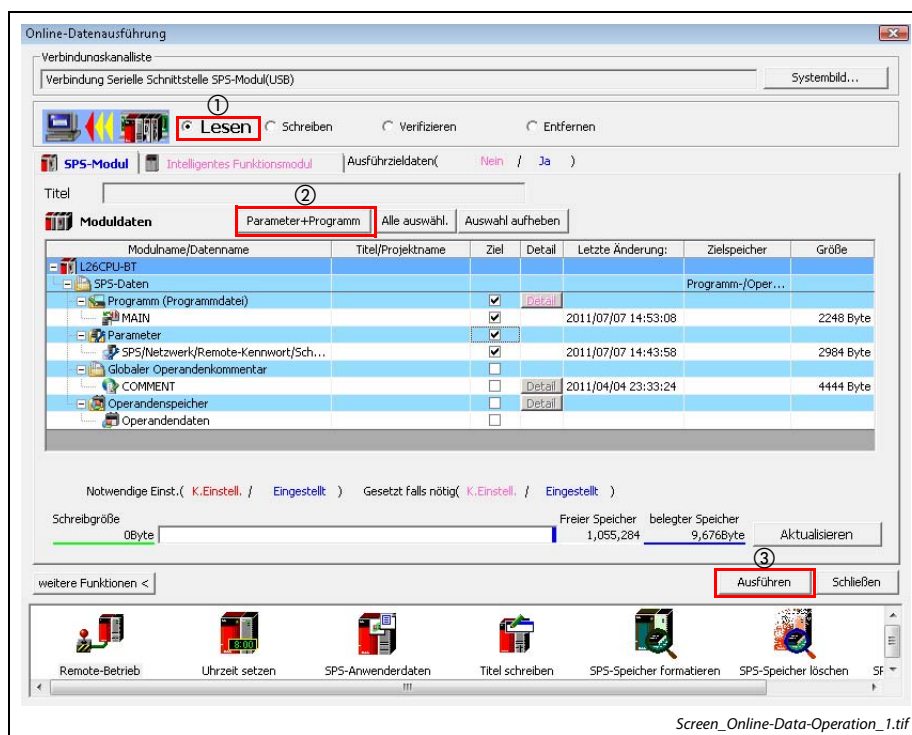 Online-Datenausführung
Verbindungskanalliste
Verbindung Serielle Schnittstelle SPS-Modul(USB)
Systembild...
①
Lesen Schreiben Verifizieren Entfernen
SPS-Modul Intelligentes Funktionsmodul Ausführzieldaten( Nein / Ja )
Titel
②
Moduldaten Parameter+Programm Alle auswähl. Auswahl aufheben
Modulname/Datenname Titel/Projektname Ziel Detail Letzte Änderung: Zielspeicher Größe
L26CPU-BT
SPS-Daten Programm-/Oper...
Programm (Programmdatei) Detail
MAIN 2011/07/07 14:53:08 2248 Byte
Parameter
SPS/Netzwerk/Remote-Kennwort/Sch... 2011/07/07 14:43:58 2984 Byte
Globaler Operandenkommentar
COMMENT Detail 2011/04/04 23:33:24 4444 Byte
Operandenspeicher Detail
Operandendaten
Notwendige Einst.( K.Einstell. / Eingestellt ) Gesetzt falls nötig( K.Einstell. / Eingestellt )
Schreibgröße Freier Speicher belegter Speicher
0Byte 1,055,284 9,676Byte Aktualisieren
③
weitere Funktionen < Ausführen Schließen
8:00
Remote-Betrieb Uhrzeit setzen SPS-Anwenderdaten Titel schreiben SPS-Speicher formatieren SPS-Speicher löschen SF
Screen_Online-Data-Operation_1.tif